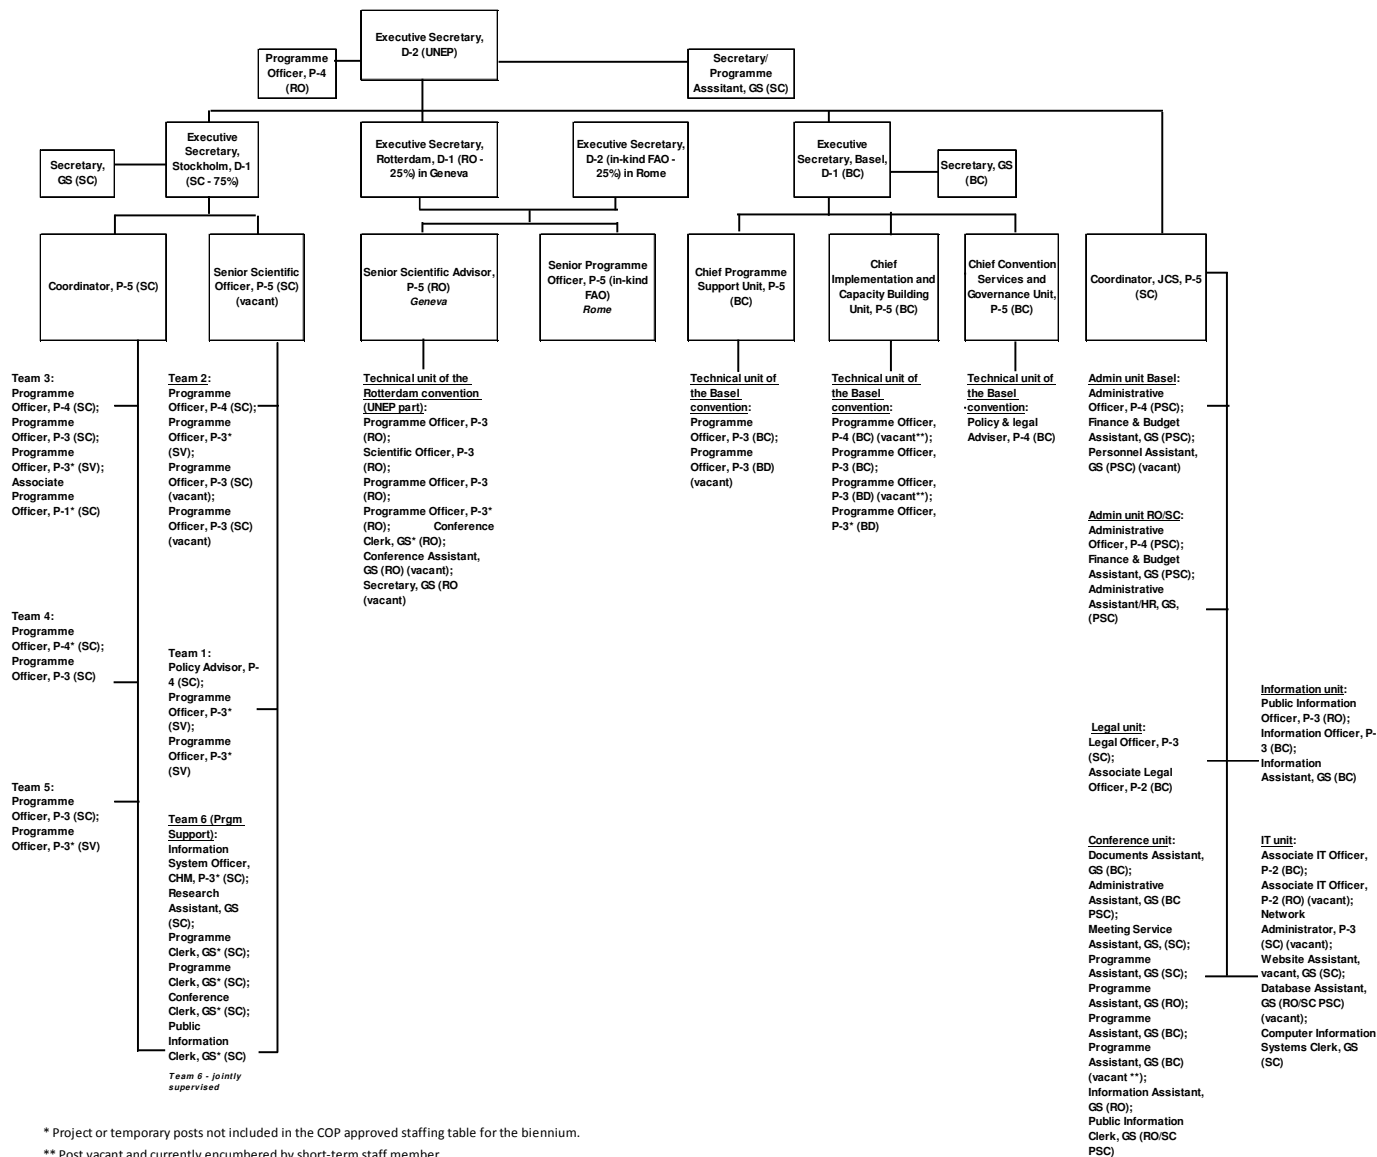 Executive Secretary,
D-2 (UNEP)
Programme
Officer, P-4
(RO)
Secretary/
Programme
Asssitant, GS (SC)
Secretary,
GS (SC)
Executive
Secretary,
Stockholm, D-1
(SC - 75%)
Executive Secretary,
Rotterdam, D-1 (RO -
25%) in Geneva
Executive Secretary,
D-2 (in-kind FAO -
25%) in Rome
Executive
Secretary, Basel,
D-1 (BC)
Secretary, GS
(BC)
Coordinator, P-5 (SC)
Senior Scientific
Officer, P-5 (SC)
(vacant)
Senior Scientific Advisor,
P-5 (RO)
Geneva
Senior Programme
Officer, P-5 (in-kind
FAO)
Rome
Chief Programme
Support Unit, P-5
(BC)
Chief
Implementation and
Capacity Building
Unit, P-5 (BC)
Chief Convention
Services and
Governance Unit,
P-5 (BC)
Coordinator, JCS, P-5
(SC)
Team 3:
Programme
Officer, P-4 (SC);
Programme
Officer, P-3 (SC);
Programme
Officer, P-3* (SV);
Associate
Programme
Officer, P-1* (SC)
Team 4:
Programme
Officer, P-4* (SC);
Programme
Officer, P-3 (SC)
Team 5:
Programme
Officer, P-3 (SC);
Programme
Officer, P-3* (SV)
Team 2:
Programme
Officer, P-4 (SC);
Programme
Officer, P-3*
(SV);
Programme
Officer, P-3 (SC)
(vacant);
Programme
Officer, P-3 (SC)
(vacant)
Team 1:
Policy Advisor, P-
4 (SC);
Programme
Officer, P-3*
(SV);
Programme
Officer, P-3*
(SV)
Team 6 (Prgm
Support):
Information
System Officer,
CHM, P-3* (SC);
Research
Assistant, GS
(SC);
Programme
Clerk, GS* (SC);
Programme
Clerk, GS* (SC);
Conference
Clerk, GS* (SC);
Public
Information
Clerk, GS* (SC)
Team 6 - jointly
supervised
Technical unit of the
Rotterdam convention
(UNEP part):
Programme Officer, P-3
(RO);
Scientific Officer, P-3
(RO);
Programme Officer, P-3
(RO);
Programme Officer, P-3*
(RO); Conference
Clerk, GS* (RO);
Conference Assistant,
GS (RO) (vacant);
Secretary, GS (RO
(vacant)
Technical unit of
the Basel
convention:
Programme
Officer, P-3 (BC);
Programme
Officer, P-3 (BD)
(vacant)
Technical unit of
the Basel
convention:
Programme Officer,
P-4 (BC) (vacant**);
Programme Officer,
P-3 (BC);
Programme Officer,
P-3 (BD) (vacant**);
Programme Officer,
P-3* (BD)
Technical unit of
the Basel
convention:
Policy & legal
Adviser, P-4 (BC)
Admin unit Basel:
Administrative
Officer, P-4 (PSC);
Finance & Budget
Assistant, GS (PSC);
Personnel Assistant,
GS (PSC) (vacant)
Admin unit RO/SC:
Administrative
Officer, P-4 (PSC);
Finance & Budget
Assistant, GS (PSC);
Administrative
Assistant/HR, GS,
(PSC)
Legal unit:
Legal Officer, P-3
(SC);
Associate Legal
Officer, P-2 (BC)
Information unit:
Public Information
Officer, P-3 (RO);
Information Officer, P-
3 (BC);
Information
Assistant, GS (BC)
Conference unit:
Documents Assistant,
GS (BC);
Administrative
Assistant, GS (BC
PSC);
Meeting Service
Assistant, GS, (SC);
Programme
Assistant, GS (SC);
Programme
Assistant, GS (RO);
Programme
Assistant, GS (BC);
Programme
Assistant, GS (BC)
(vacant **);
Information Assistant,
GS (RO);
Public Information
Clerk, GS (RO/SC
PSC)
IT unit:
Associate IT Officer,
P-2 (BC);
Associate IT Officer,
P-2 (RO) (vacant);
Network
Administrator, P-3
(SC) (vacant);
Website Assistant,
vacant, GS (SC);
Database Assistant,
GS (RO/SC PSC)
(vacant);
Computer Information
Systems Clerk, GS
(SC)
* Project or temporary posts not included in the COP approved staffing table for the biennium.
** Post vacant and currently encumbered by short-term staff member